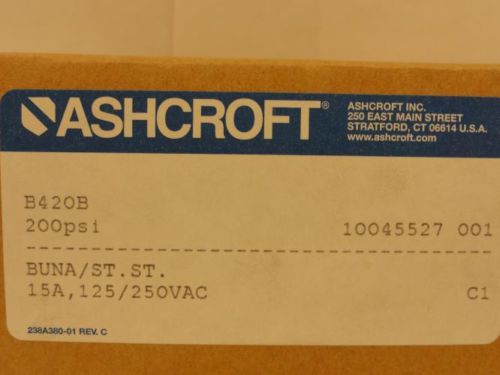 ASHCROFT®
ASHCROFT INC.
250 EAST MAIN STREET
STRATFORD, CT 06614 U.S.A.
www.ashcroft.com
B420B
200psi 10045527 001
BUNA/ST.ST.
15A,125/250VAC C1
238A380-01 REV. C